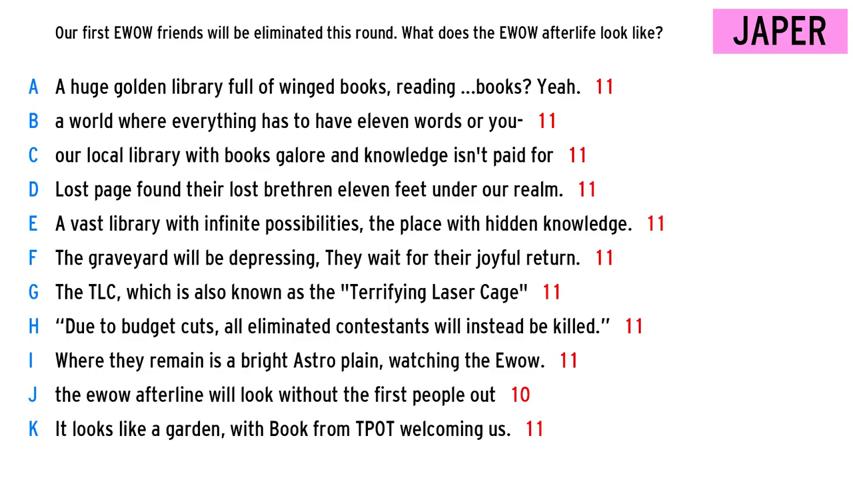 Our first EWOW friends will be eliminated this round. What does the EWOW afterlife look like?
JAPER
A A huge golden library full of winged books, reading ...books? Yeah. 11
B a world where everything has to have eleven words or you- 11
C our local library with books galore and knowledge isn't paid for 11
D Lost page found their lost brethren eleven feet under our realm. 11
E A vast library with infinite possibilities, the place with hidden knowledge. 11
F The graveyard will be depressing, They wait for their joyful return. 11
G The TLC, which is also known as the "Terrifying Laser Cage" 11
H “Due to budget cuts, all eliminated contestants will instead be killed.” 11
I Where they remain is a bright Astro plain, watching the Ewow. 11
J the ewow afterline will look without the first people out 10
K It looks like a garden, with Book from TPOT welcoming us. 11